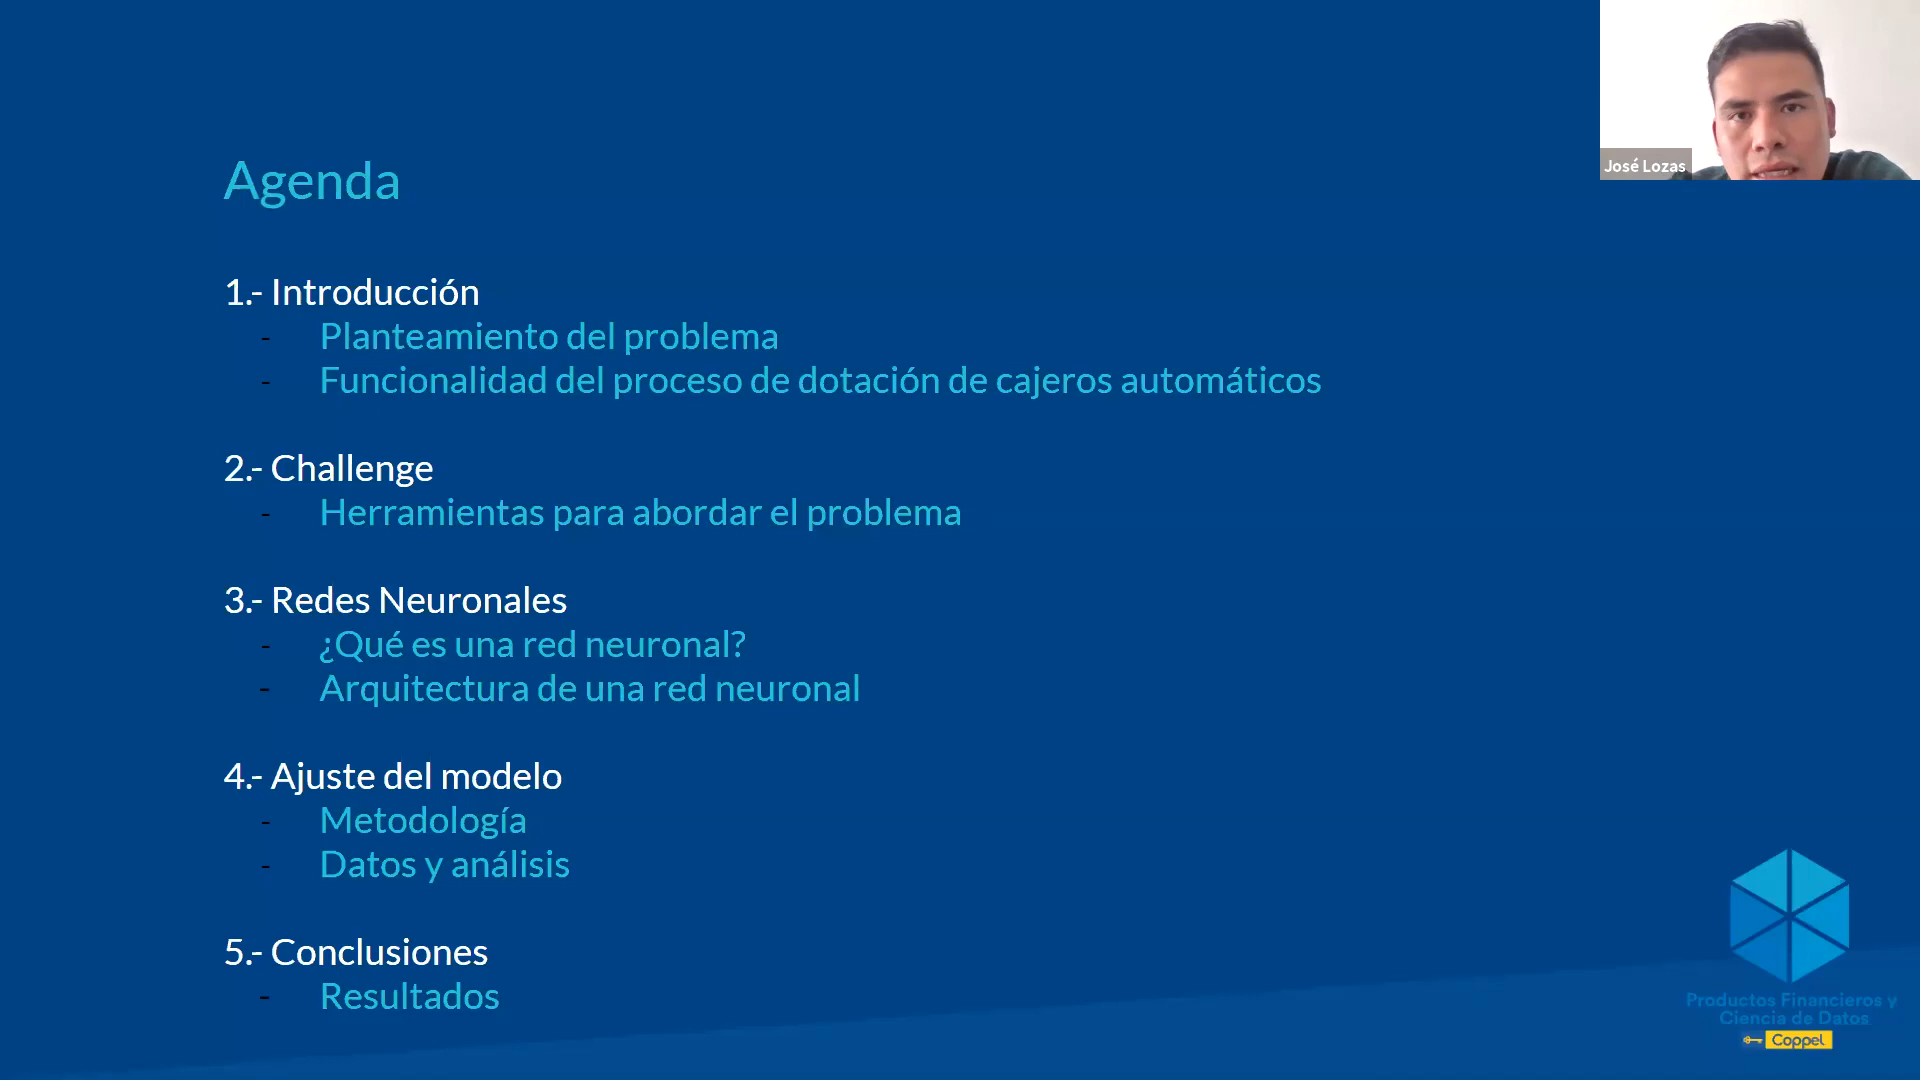 José Lozas
Agenda
1.- Introducción
- Planteamiento del problema
- Funcionalidad del proceso de dotación de cajeros automáticos
2.- Challenge
- Herramientas para abordar el problema
3.- Redes Neuronales
- ¿Qué es una red neuronal?
- Arquitectura de una red neuronal
4.- Ajuste del modelo
- Metodología
- Datos y análisis
5.- Conclusiones
- Resultados
Productos Financieros y
Ciencia de Datos
Coppel